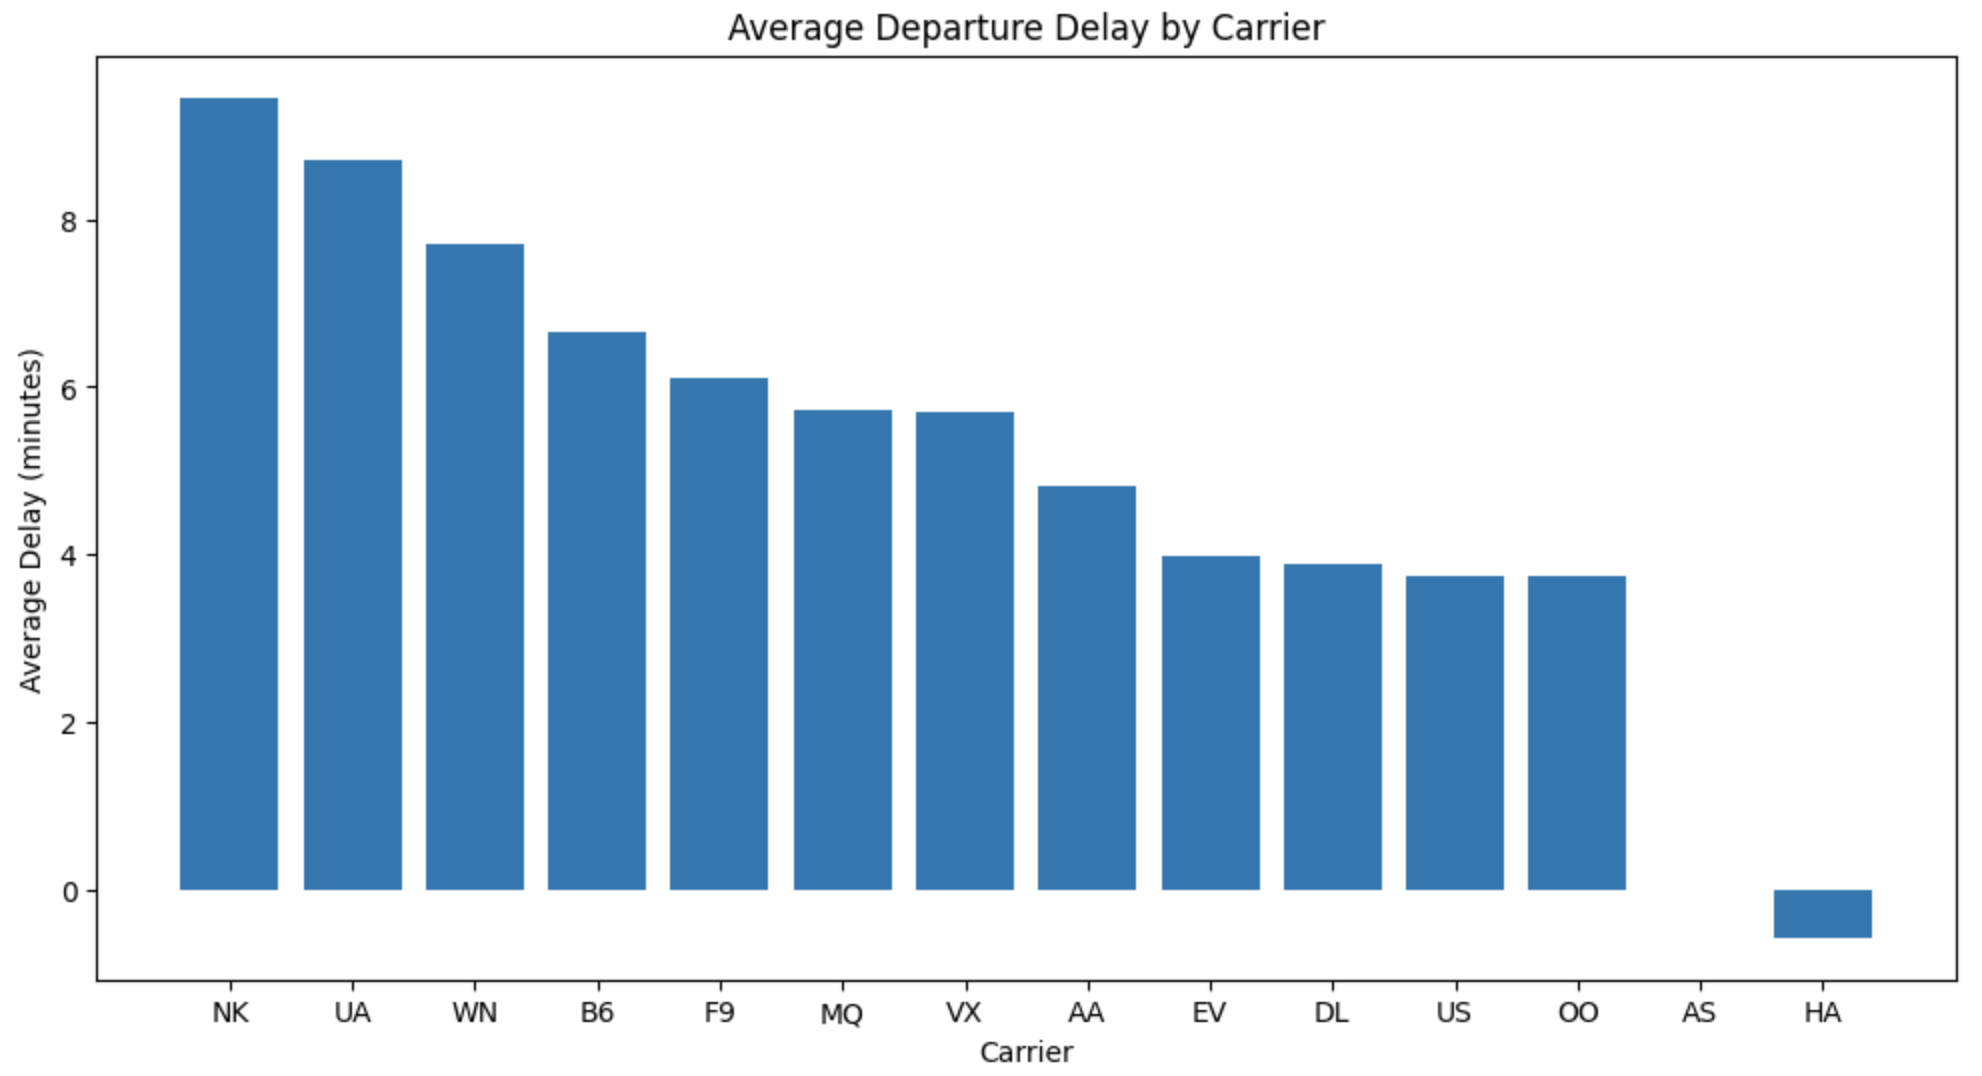 Average Departure Delay by Carrier
Average Delay (minutes)
8
6
4
2
0
NK UA WN B6 F9 MQ VX AA EV DL US OO AS HA
Carrier